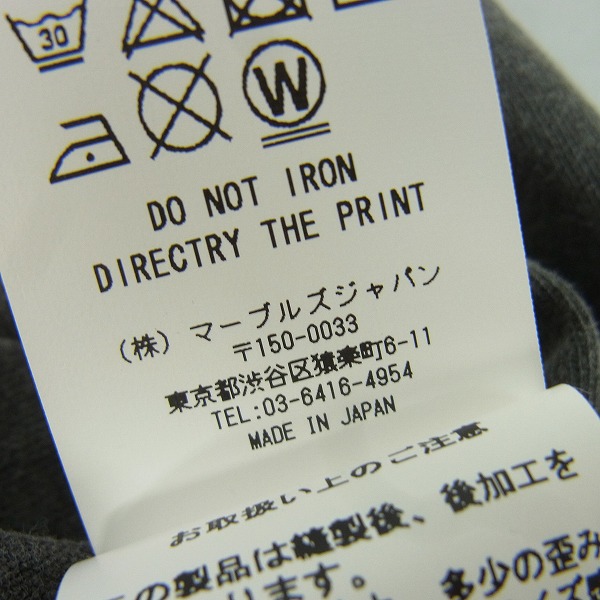 30
W
DO NOT IRON
DIRECTRY THE PRINT
（株）マーブルズジャパン
〒150-0033
東京都渋谷区猿楽町6-11
TEL:03-6416-4954
MADE IN JAPAN
お取扱い上のご注意
の製品は縫製後、後加工を
ります。 多少の歪み